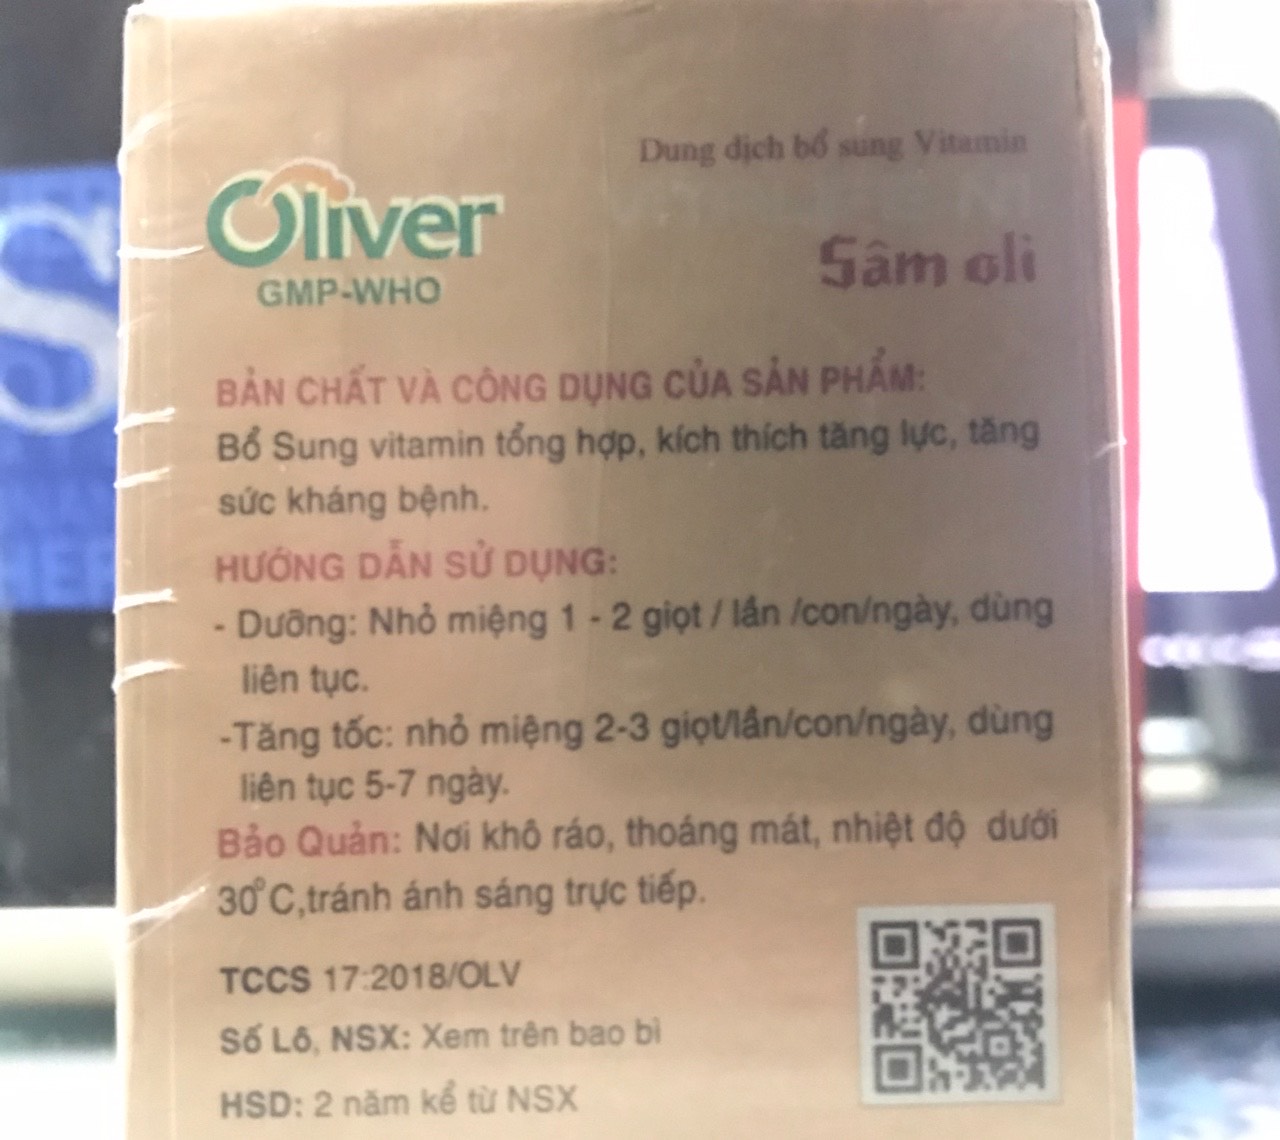 Dung dịch bổ sung Vitamin
Oliver
GMP-WHO
Sâm oli
BẢN CHẤT VÀ CÔNG DỤNG CỦA SẢN PHẨM:
Bổ Sung vitamin tổng hợp, kích thích tăng lực, tăng
sức kháng bệnh.
HƯỚNG DẪN SỬ DỤNG:
- Dưỡng: Nhỏ miệng 1 - 2 giọt / lần /con/ngày, dùng
liên tục.
-Tăng tốc: nhỏ miệng 2-3 giọt/lần/con/ngày, dùng
liên tục 5-7 ngày.
Bảo Quản: Nơi khô ráo, thoáng mát, nhiệt độ dưới
30°C,tránh ánh sáng trực tiếp.
TCCS 17:2018/OLV
Số Lô, NSX: Xem trên bao bì
HSD: 2 năm kể từ NSX
S